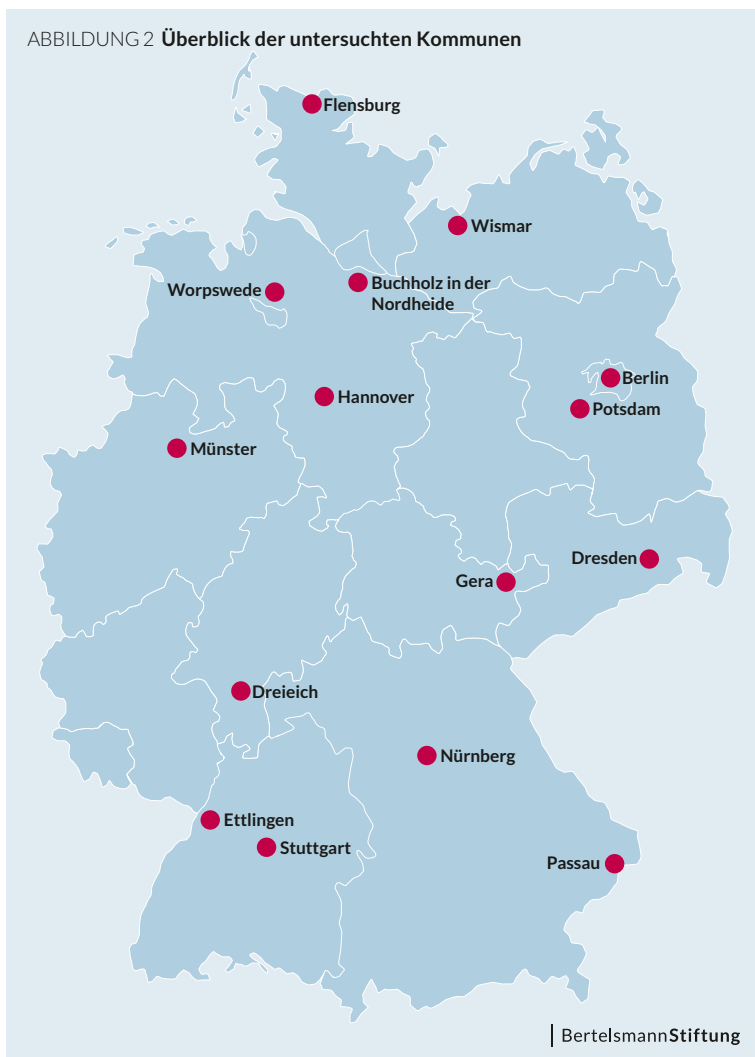 ABBILDUNG 2 Überblick der untersuchten Kommunen
Flensburg
Wismar
Worpswede
Buchholz in der
Nordheide
Berlin
Hannover
Potsdam
Münster
Dresden
Gera
Dreieich
Nürnberg
Ettlingen
Stuttgart
Passau
BertelsmannStiftung